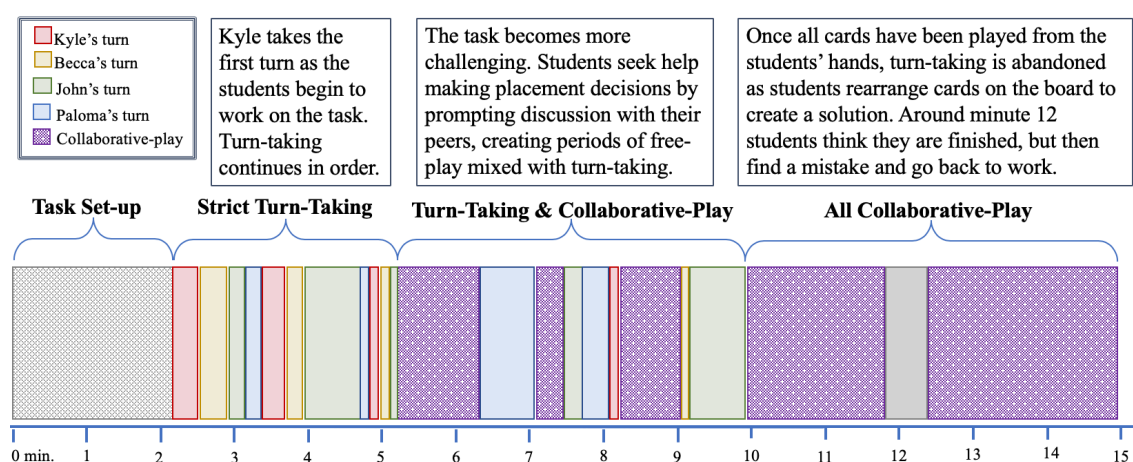 Kyle's turn
Becca's turn
John's turn
Paloma's turn
Collaborative-play
Kyle takes the
first turn as the
students begin to
work on the task.
Turn-taking
continues in order.
The task becomes more
challenging. Students seek help
making placement decisions by
prompting discussion with their
peers, creating periods of free-
play mixed with turn-taking.
Once all cards have been played from the
students' hands, turn-taking is abandoned
as students rearrange cards on the board to
create a solution. Around minute 12
students think they are finished, but then
find a mistake and go back to work.
Task Set-up
Strict Turn-Taking
Turn-Taking & Collaborative-Play
All Collaborative-Play
0 min. 1 2 3 4 5 6 7 8 9 10 11 12 13 14 15